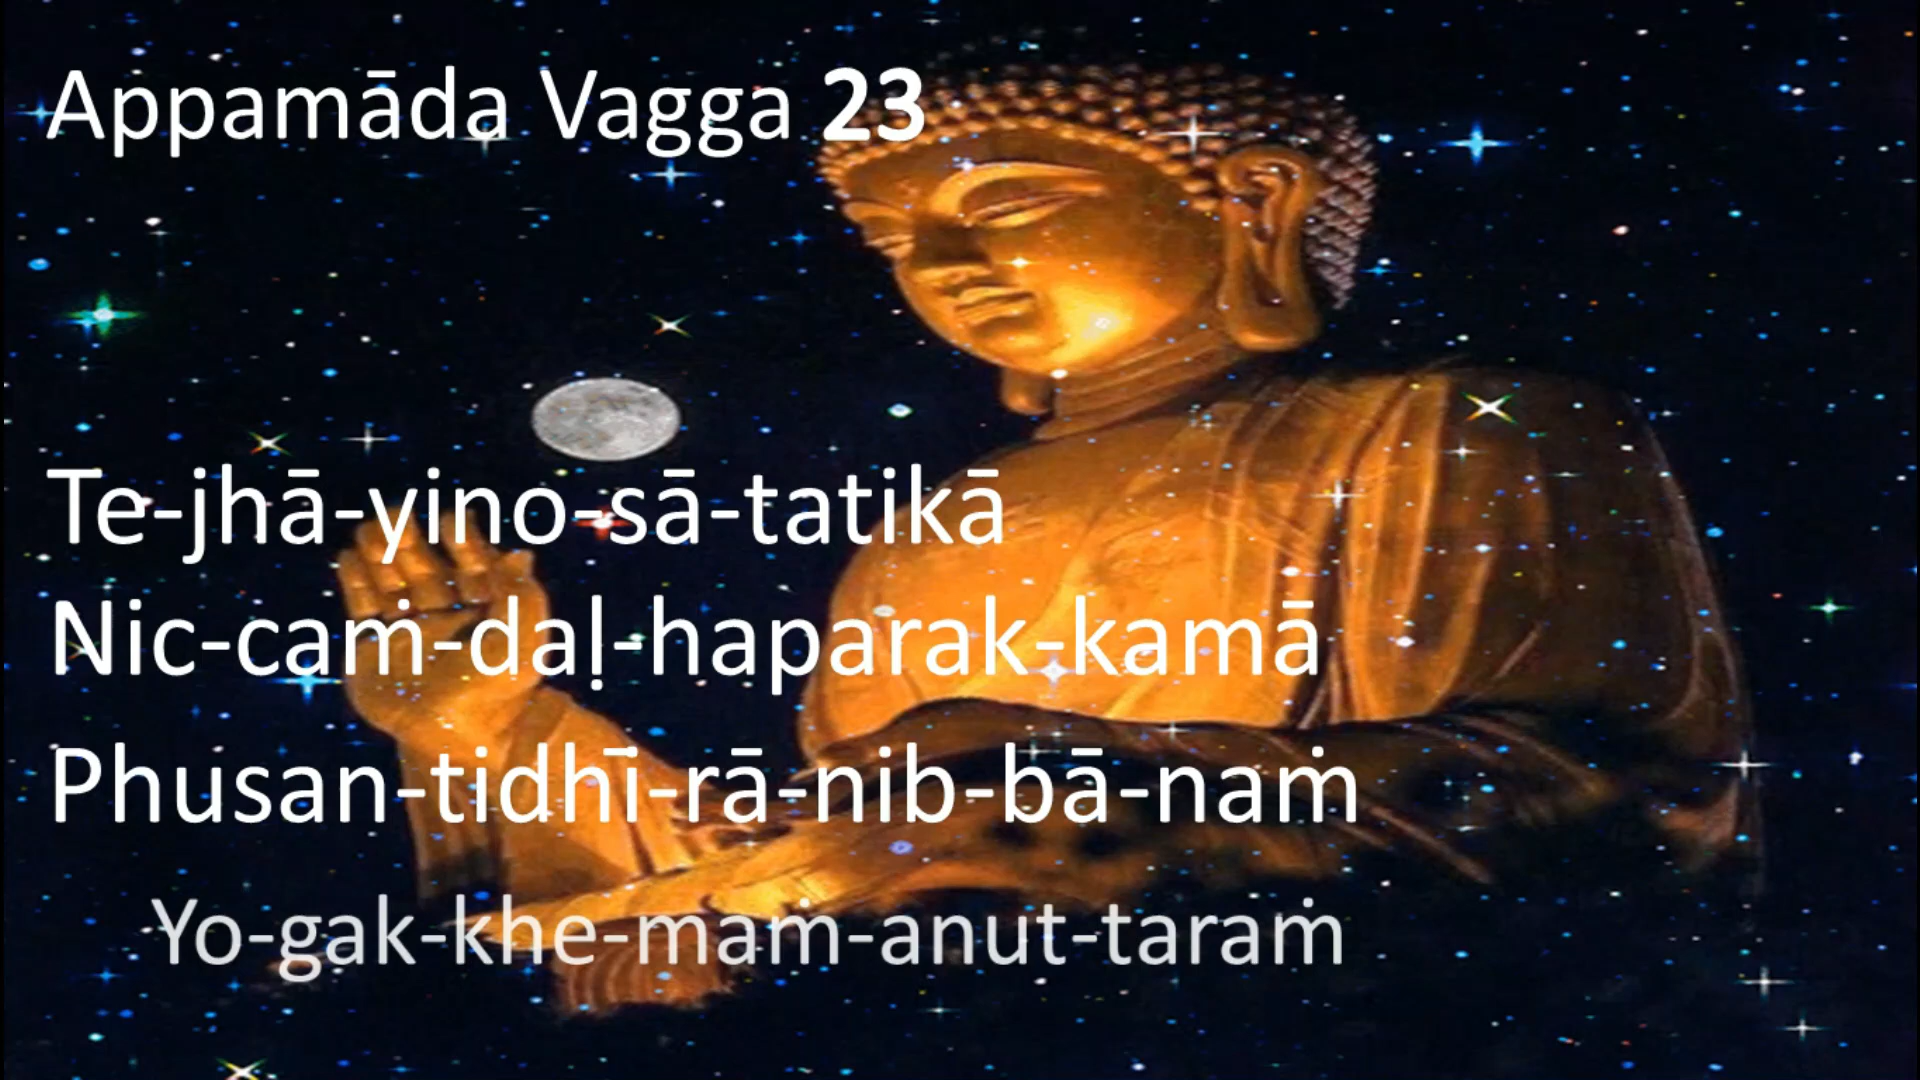 Appamāda Vagga 23
Te-jhā-yino-sā-tatikā
Nic-caṁ-daḷ-haparak-kamā
Phusan-tidhī-rā-nib-bā-naṁ
Yo-gak-khe-maṁ-anut-taraṁ